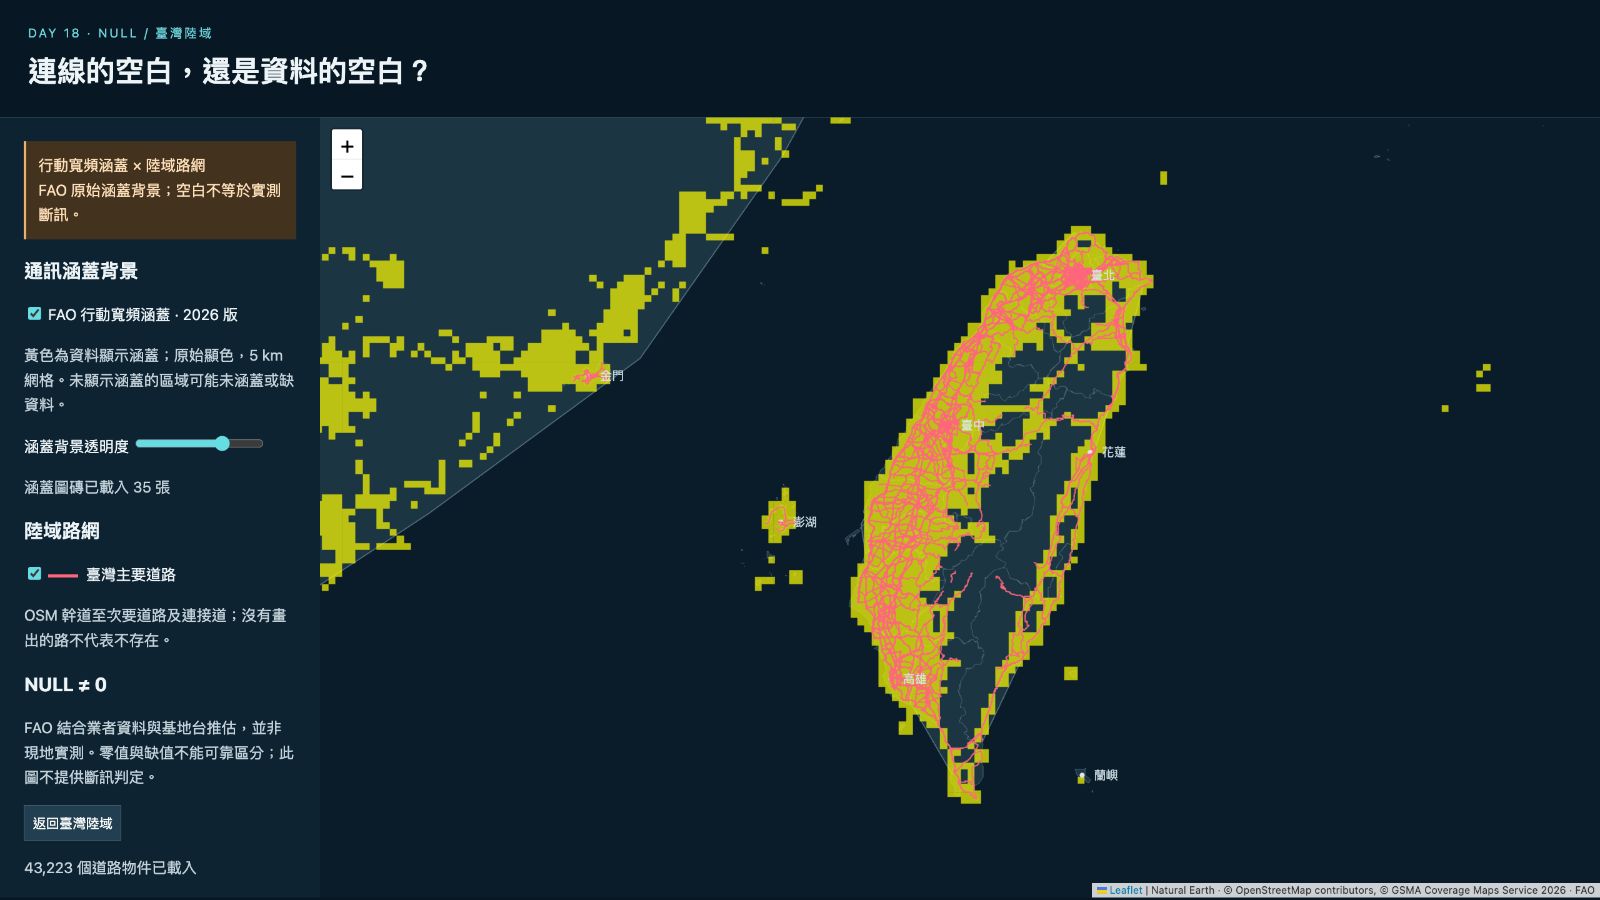 DAY 18 · NULL / 臺灣陸域
連線的空白，還是資料的空白？
行動寬頻涵蓋 × 陸域路網
FAO 原始涵蓋背景；空白不等於實測
斷訊。
通訊涵蓋背景
FAO 行動寬頻涵蓋 · 2026 版
黃色為資料顯示涵蓋；原始顯色，5 km
網格。未顯示涵蓋的區域可能未涵蓋或缺
資料。
涵蓋背景透明度
涵蓋圖磚已載入 35 張
陸域路網
臺灣主要道路
OSM 幹道至次要道路及連接道；沒有畫
出的路不代表不存在。
NULL ≠ 0
FAO 結合業者資料與基地台推估，並非
現地實測。零值與缺值不能可靠區分；此
圖不提供斷訊判定。
返回臺灣陸域
43,223 個道路物件已載入
+
−
臺北
金門
臺中
花蓮
澎湖
高雄
蘭嶼
Leaflet | Natural Earth · © OpenStreetMap contributors, © GSMA Coverage Maps Service 2026 · FAO